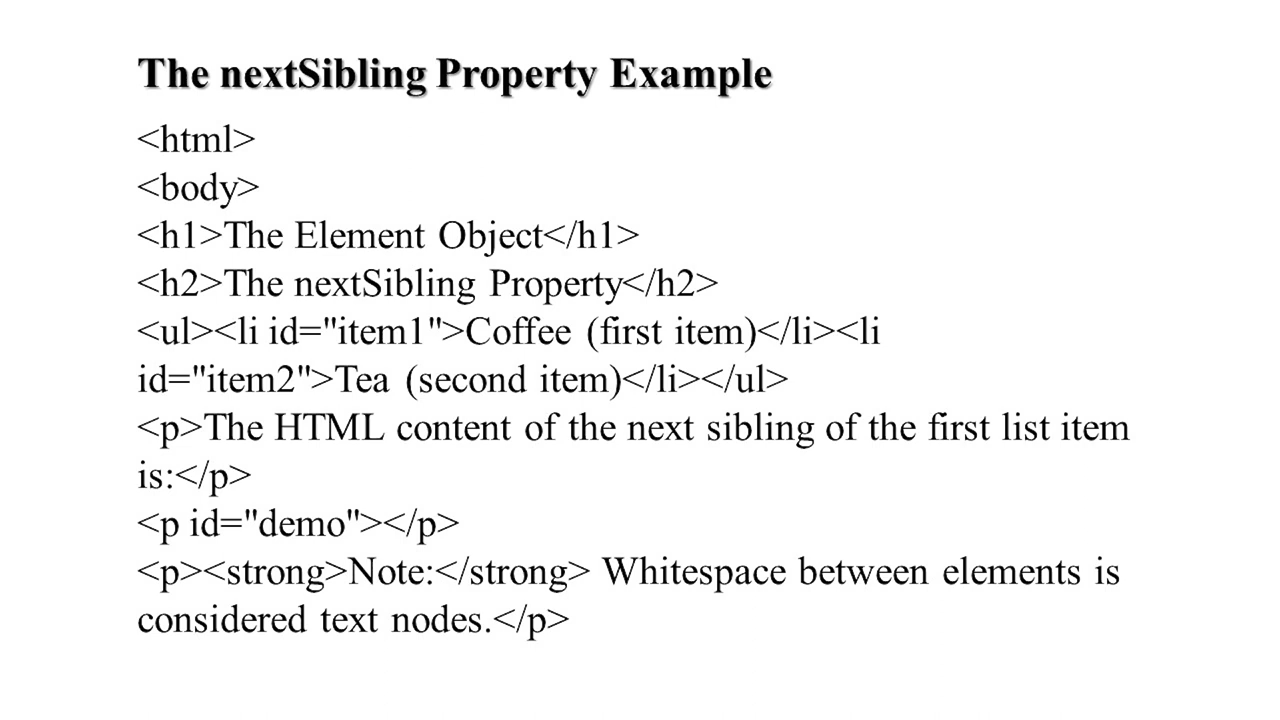 The nextSibling Property Example
<html>
<body>
<h1>The Element Object</h1>
<h2>The nextSibling Property</h2>
<ul><li id="item1">Coffee (first item)</li><li
id="item2">Tea (second item)</li></ul>
<p>The HTML content of the next sibling of the first list item
is:</p>
<p id="demo"></p>
<p><strong>Note:</strong> Whitespace between elements is
considered text nodes.</p>